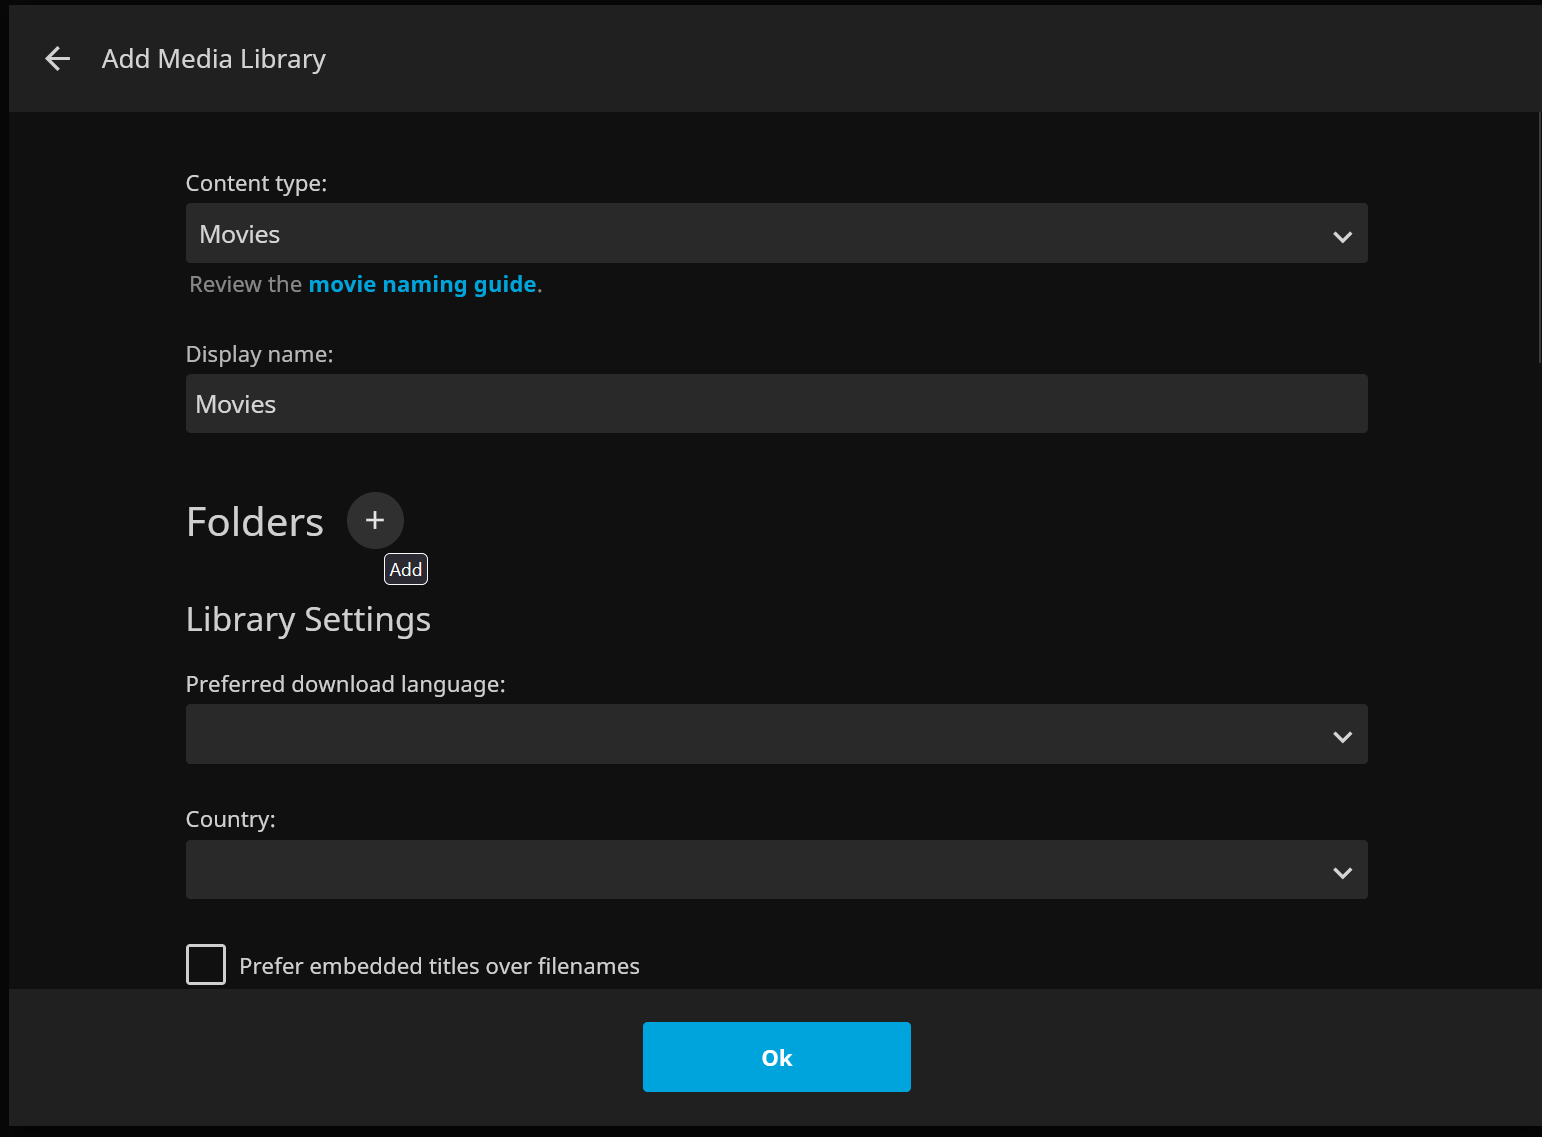 Add Media Library
Content type:
Movies
Review the movie naming guide.
Display name:
Movies
Folders
Add
Library Settings
Preferred download language:
Country:
Prefer embedded titles over filenames
Ok